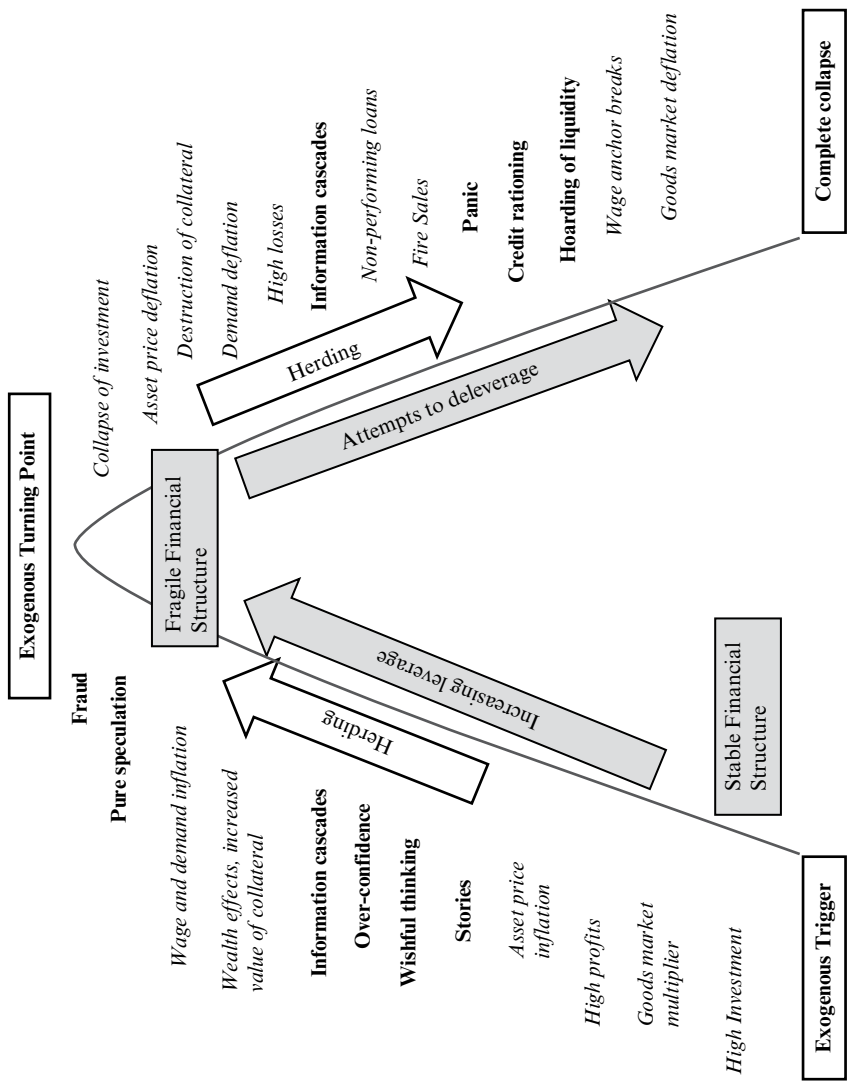 Exogenous Turning Point
Fraud
Pure speculation
Wage and demand inflation
Wealth effects, increased
value of collateral
Information cascades
Over-confidence
Wishful thinking
Stories
Asset price
inflation
High profits
Goods market
multiplier
High Investment
Exogenous Trigger
Herding
Increasing leverage
Stable Financial
Structure
Fragile Financial
Structure
Attempts to deleverage
Herding
Collapse of investment
Asset price deflation
Destruction of collateral
Demand deflation
High losses
Information cascades
Non-performing loans
Fire Sales
Panic
Credit rationing
Hoarding of liquidity
Wage anchor breaks
Goods market deflation
Complete collapse